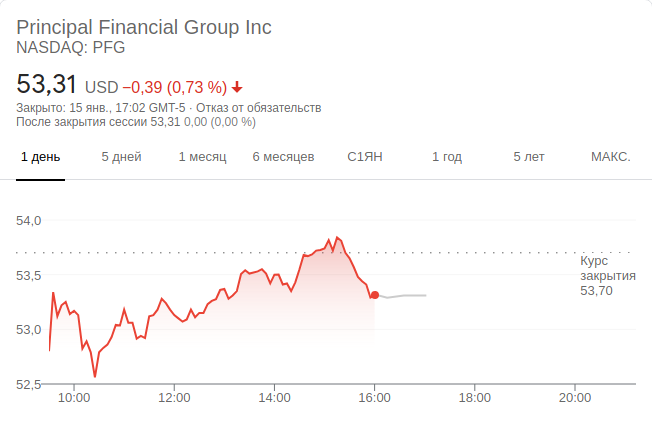 Principal Financial Group Inc
NASDAQ: PFG
53,31 USD −0,39 (0,73 %)
Закрыто: 15 янв., 17:02 GMT-5 · Отказ от обязательств
После закрытия сессии 53,31 0,00 (0,00 %)
1 день 5 дней 1 месяц 6 месяцев С1ЯН 1 год 5 лет МАКС.
54,0
Курс
закрытия
53,70
53,5
53,0
52,5
10:00 12:00 14:00 16:00 18:00 20:00